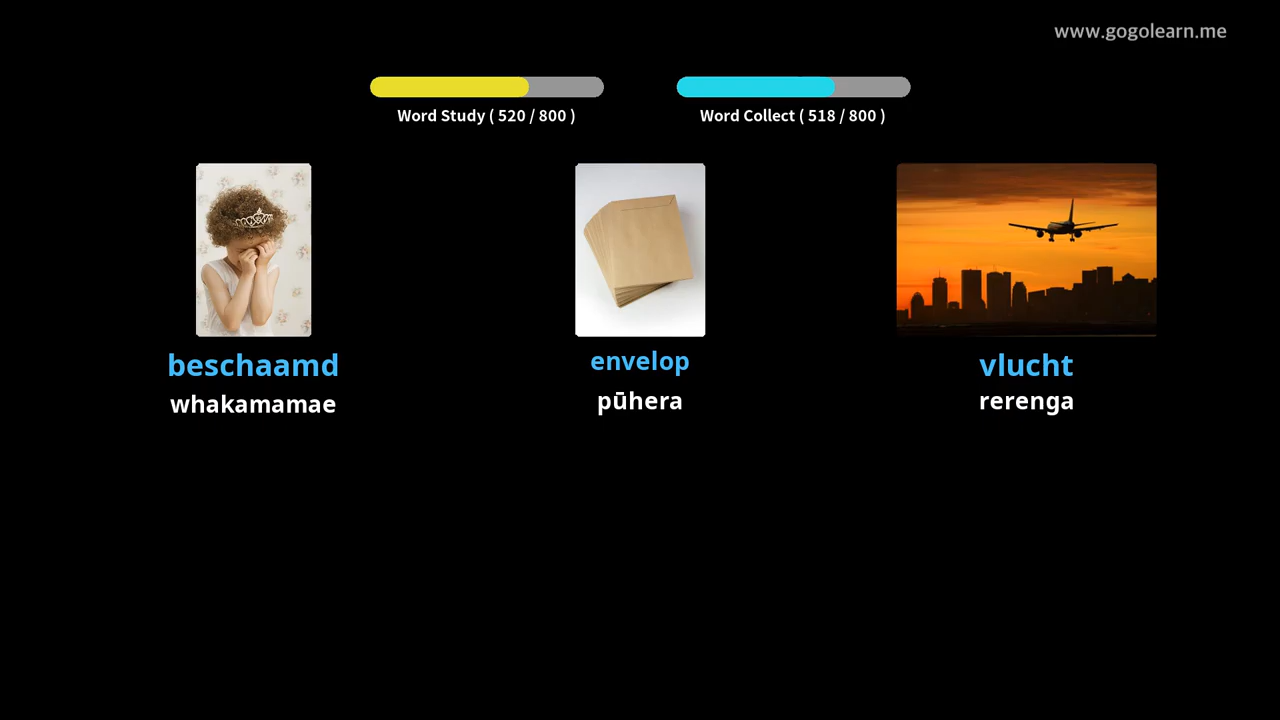 www.gogolearn.me
Word Study ( 520 / 800 )
Word Collect ( 518 / 800 )
beschaamd
whakamamae
envelop
pūhera
vlucht
rerenga